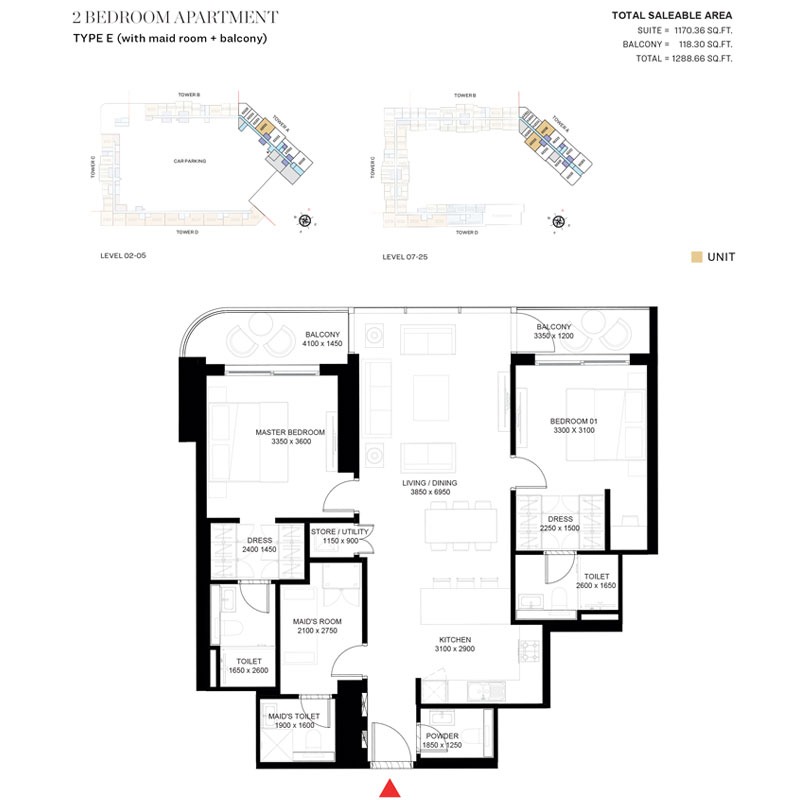 2 BEDROOM APARTMENT
TYPE E (with maid room + balcony)
TOTAL SALEABLE AREA
SUITE = 1170.36 SQ.FT.
BALCONY = 118.30 SQ.FT.
TOTAL = 1288.66 SQ.FT.
TOWER B
TOWER A
TOWER C
CAR PARKING
TOWER D
LEVEL 02-05
TOWER B
TOWER A
TOWER C
TOWER D
LEVEL 07-25
UNIT
BALCONY
4100 x 1450
BALCONY
3350 x 1200
MASTER BEDROOM
3350 x 3600
BEDROOM 01
3300 X 3100
LIVING / DINING
3850 x 6950
DRESS
2400 1450
STORE / UTILITY
1150 x 900
DRESS
2250 x 1500
TOILET
2600 x 1650
MAID'S ROOM
2100 x 2750
KITCHEN
3100 x 2900
TOILET
1650 x 2600
MAID'S TOILET
1900 x 1600
POWDER
1850 x 1250